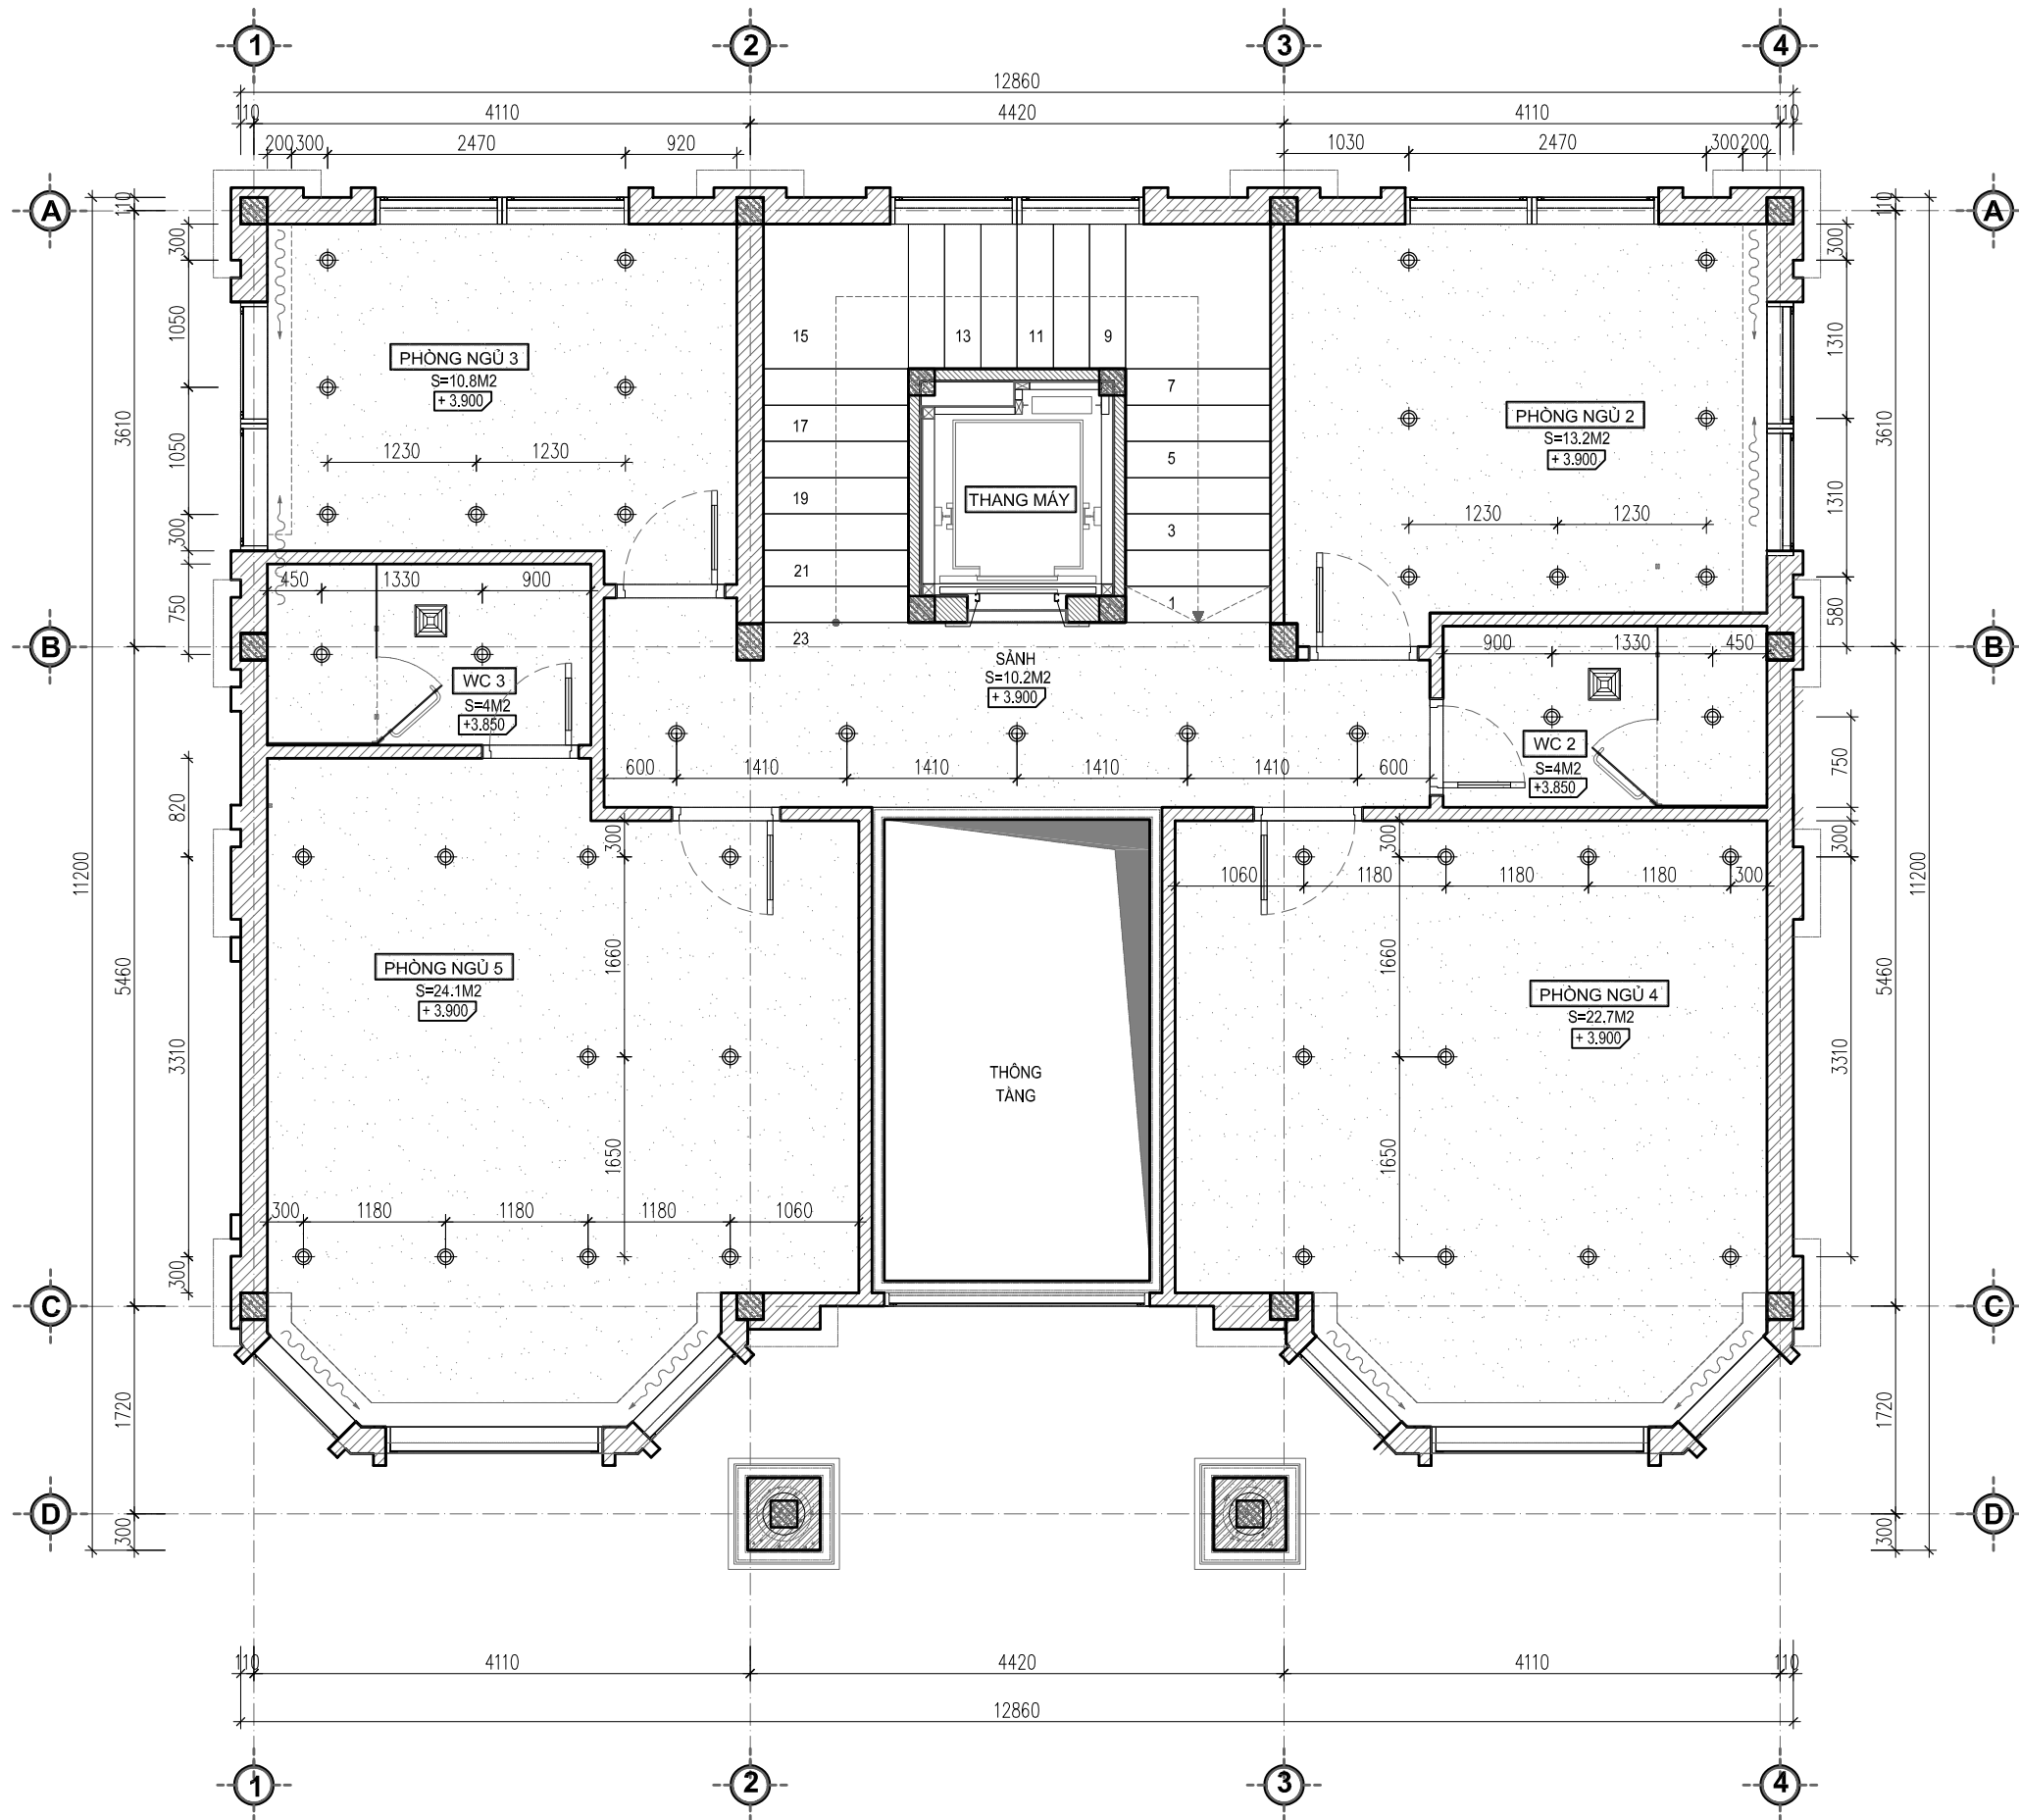 1 2 3 4
12860
110 4110 4420 4110 110
200 300 2470 920 1030 2470 300 200
A A
110 110
300 300
1050 1310
15 13 11 9
PHÒNG NGỦ 3
S=10.8M2
+ 3.900
7
PHÒNG NGỦ 2
S=13.2M2
+ 3.900
3610 3610
17
1050 1310
1230 1230
5
THANG MÁY
19
1230 1230
3
300
21
450 1330 900
1
750 580
23
B B
SẢNH
S=10.2M2
+ 3.900
900 1330 450
WC 3
S=4M2
+3.850
WC 2
S=4M2
+3.850
750
600 1410 1410 1410 1410 600
820
300 300 300
11200 11200
1060 1180 1180 1180 300
5460 5460
1660 1660
PHÒNG NGỦ 5
S=24.1M2
+ 3.900
PHÒNG NGỦ 4
S=22.7M2
+ 3.900
3310 3310
THÔNG
TẦNG
1650 1650
300 1180 1180 1180 1060
300
C C
1720 1720
D D
300 300
110 4110 4420 4110 110
12860
1 2 3 4